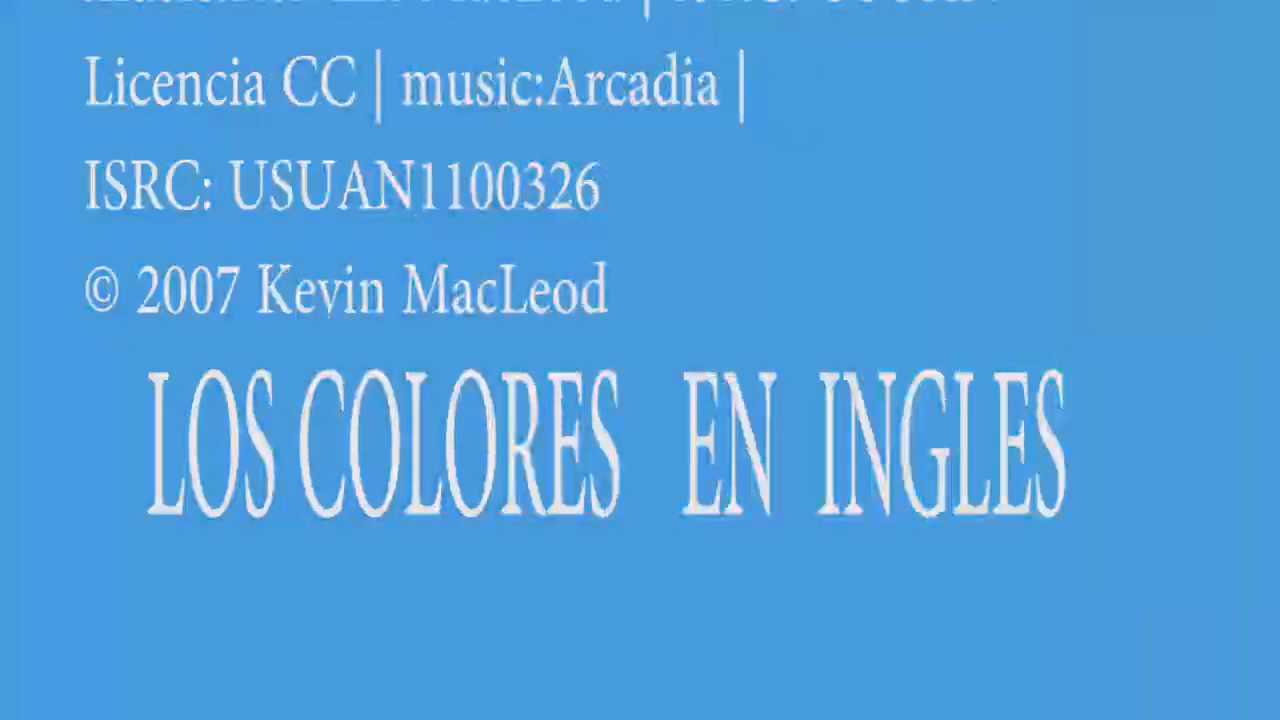 Licencia CC | music:Arcadia |
ISRC: USUAN1100326
© 2007 Kevin MacLeod
LOS COLORES EN INGLES